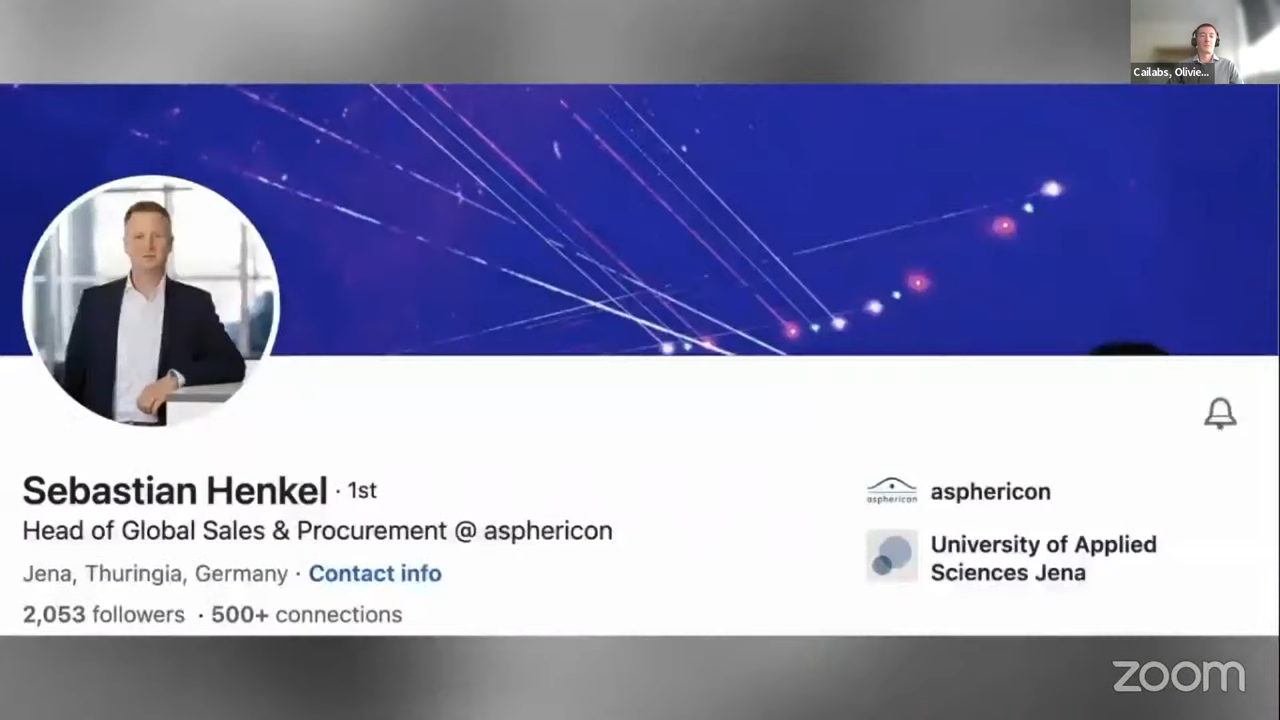 Cailabs, Olivie...
Sebastian Henkel · 1st
Head of Global Sales & Procurement @ asphericon
Jena, Thuringia, Germany · Contact info
2,053 followers · 500+ connections
asphericon
asphericon
University of Applied
Sciences Jena
zoom